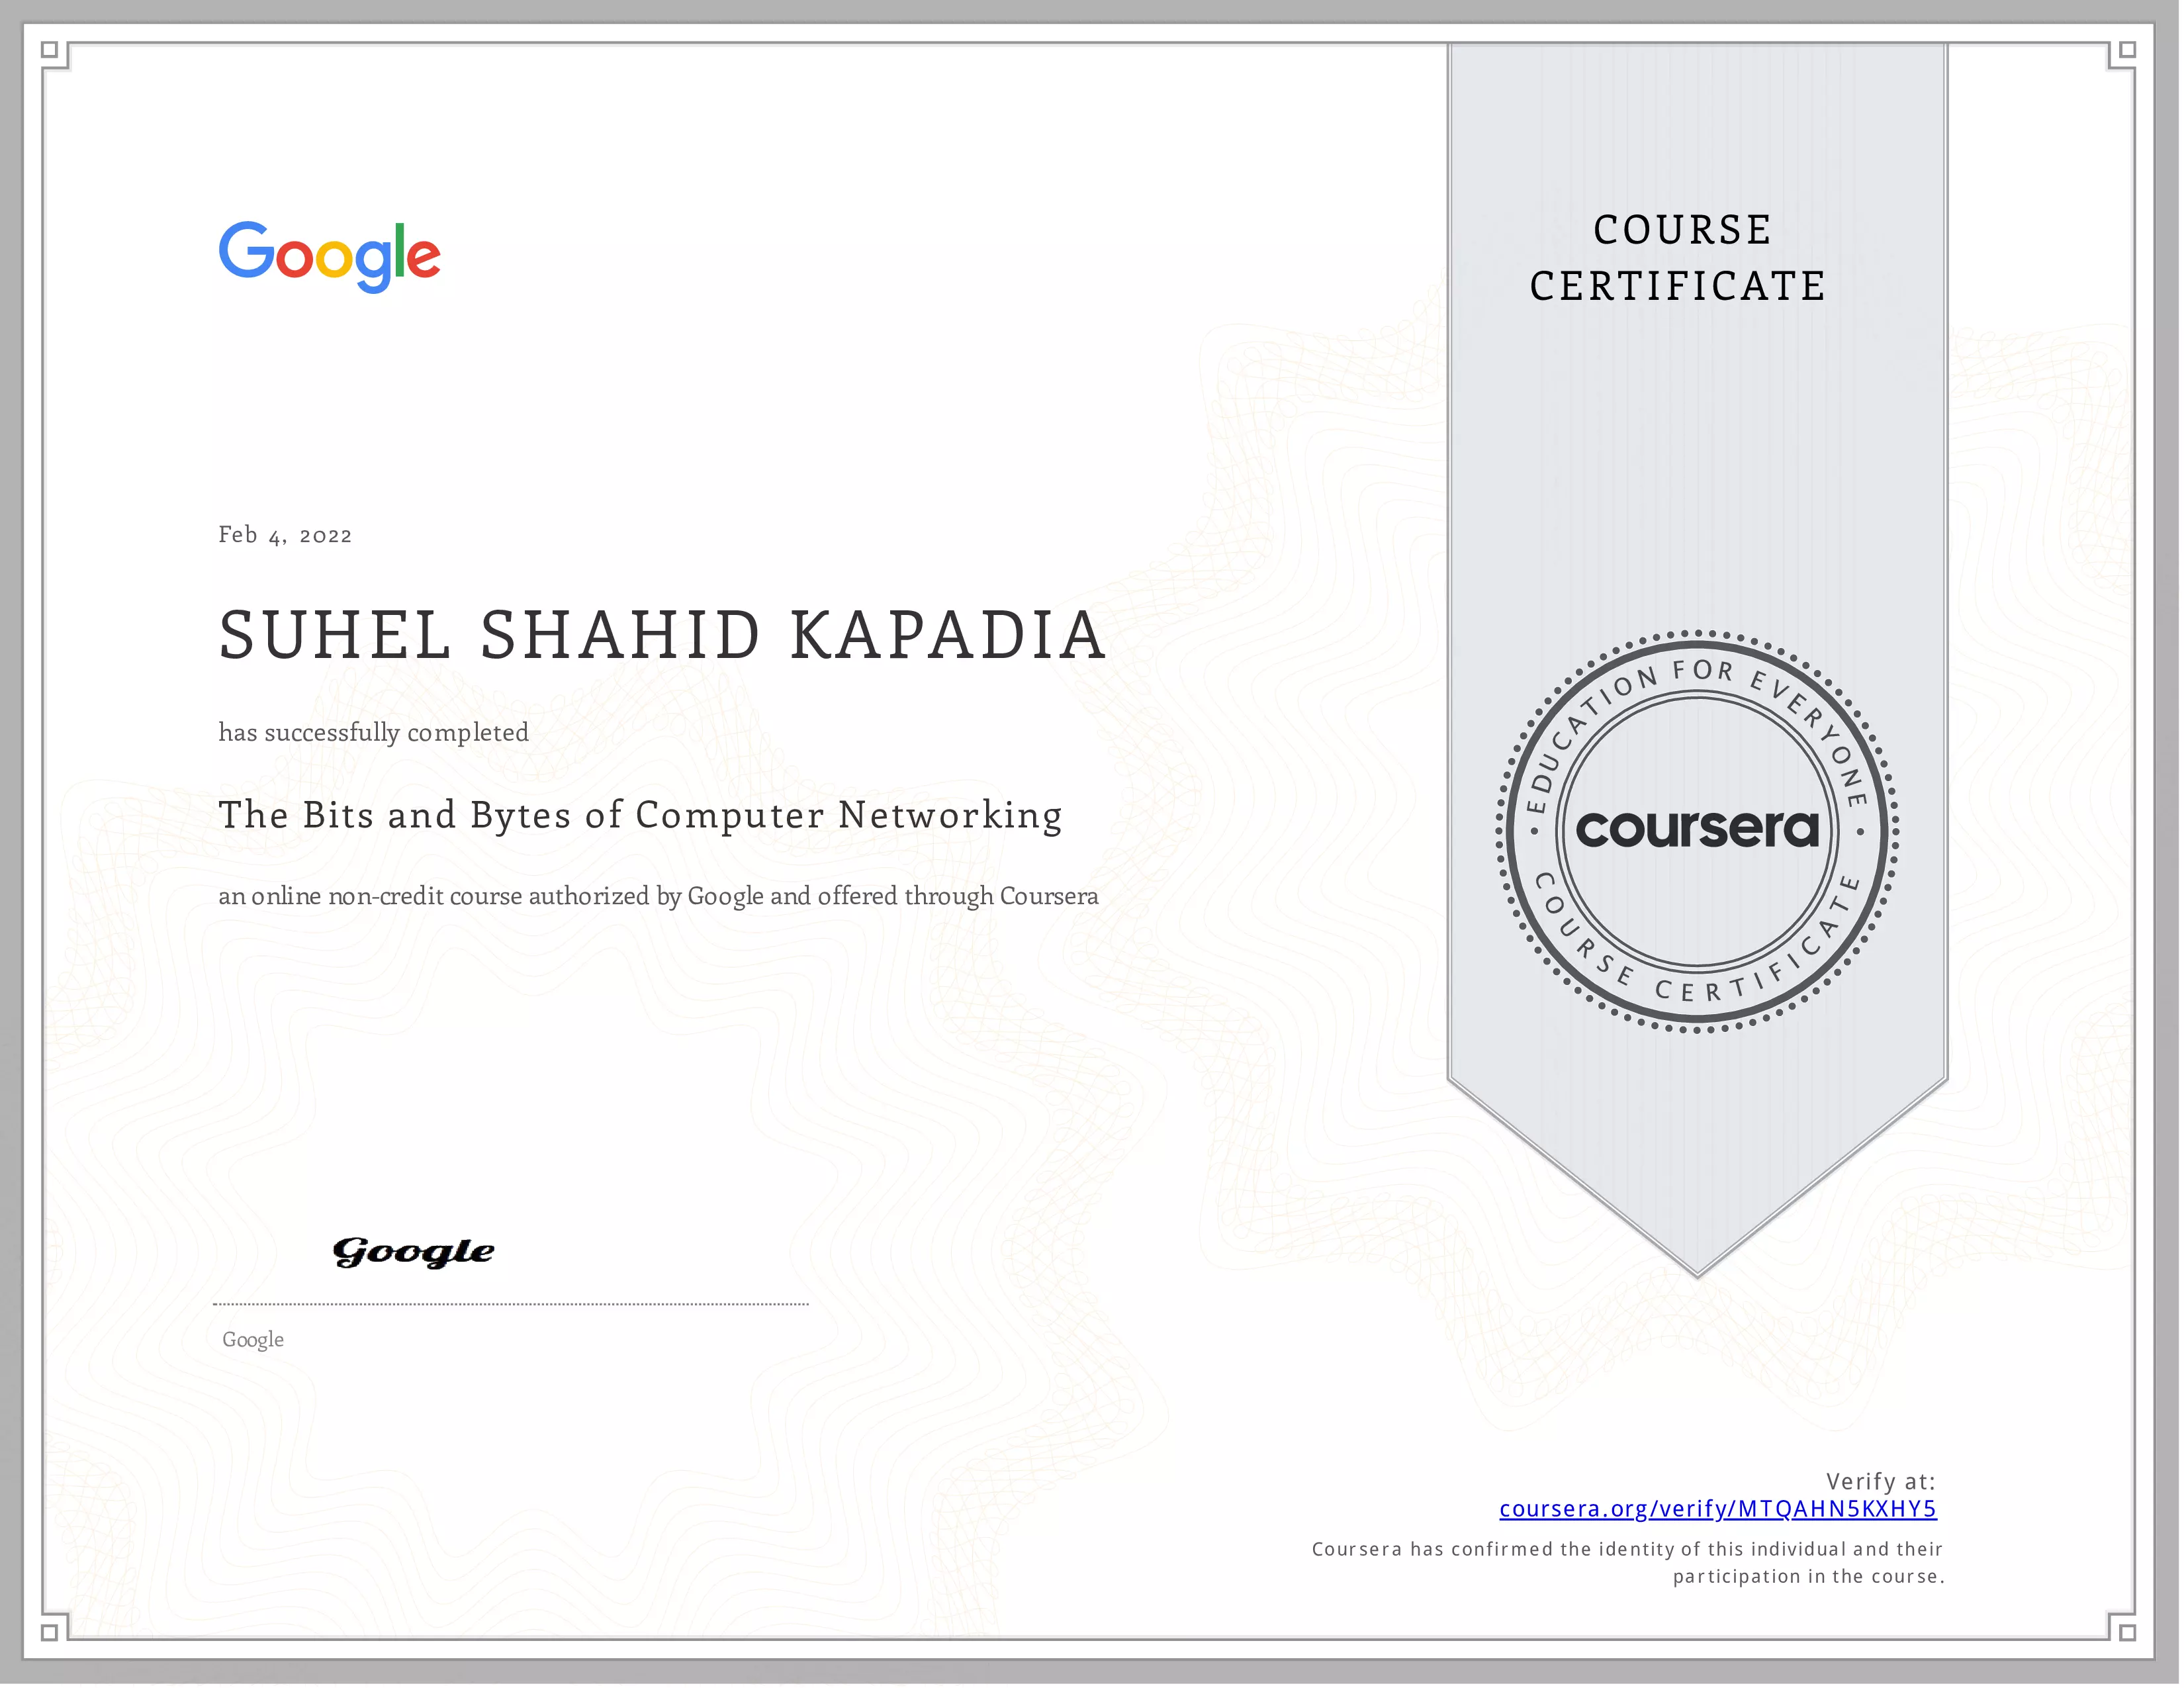 Google
COURSE
CERTIFICATE
Feb 4, 2022
SUHEL SHAHID KAPADIA
has successfully completed
The Bits and Bytes of Computer Networking
an online non-credit course authorized by Google and offered through Coursera
EDUCATION FOR EVERYONE
coursera
COURSE CERTIFICATE
Google
Google
Verify at:
coursera.org/verify/MTQAHN5KXHY5
Coursera has confirmed the identity of this individual and their
participation in the course.